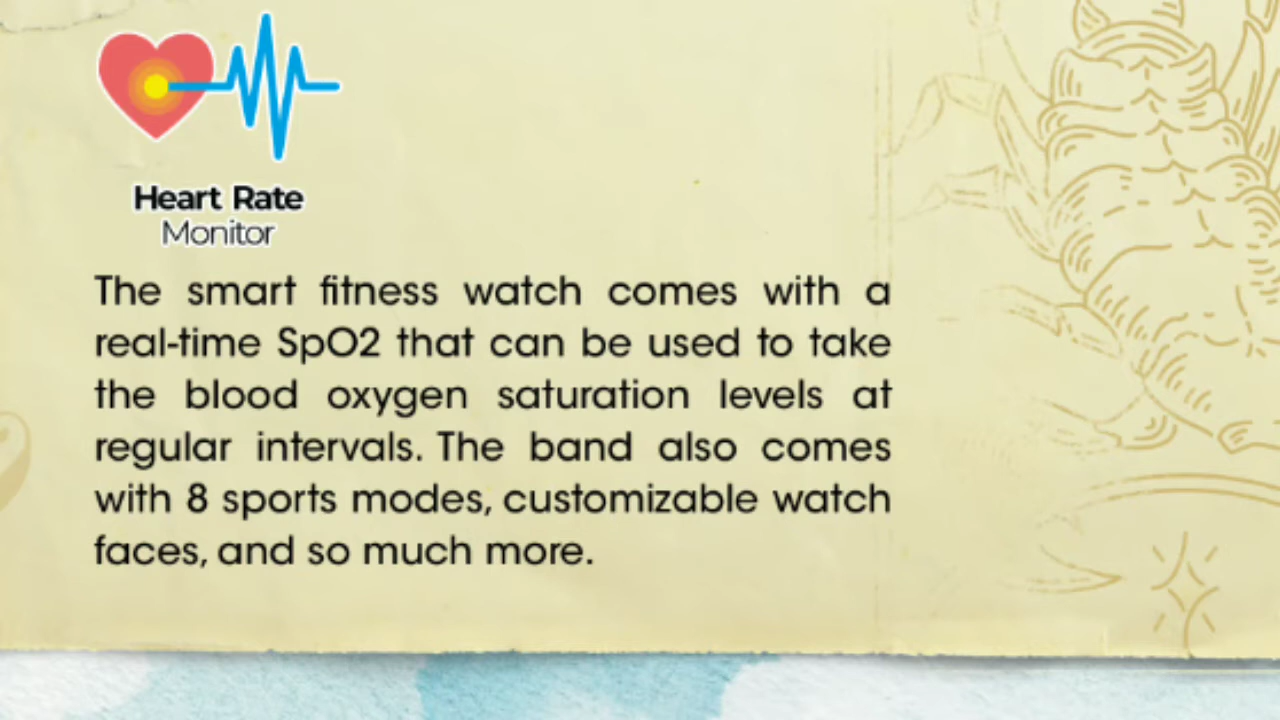 Heart Rate
Monitor
The smart fitness watch comes with a
real-time SpO2 that can be used to take
the blood oxygen saturation levels at
regular intervals. The band also comes
with 8 sports modes, customizable watch
faces, and so much more.